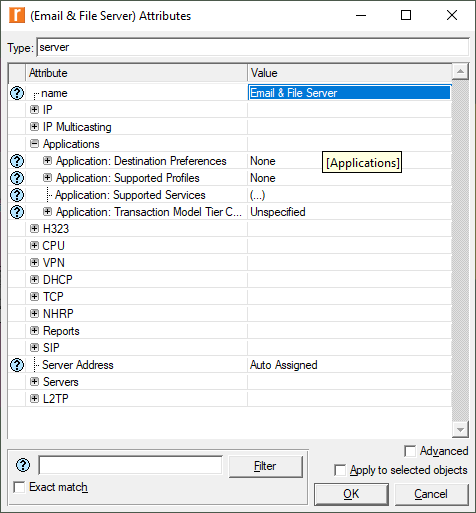 (Email & File Server) Attributes
Type: server
Attribute Value
name Email & File Server
IP
IP Multicasting
Applications
Application: Destination Preferences None
[Applications]
Application: Supported Profiles None
Application: Supported Services (...)
Application: Transaction Model Tier C... Unspecified
H323
CPU
VPN
DHCP
TCP
NHRP
Reports
SIP
Server Address Auto Assigned
Servers
L2TP
Advanced
Filter
Apply to selected objects
Exact match
OK Cancel